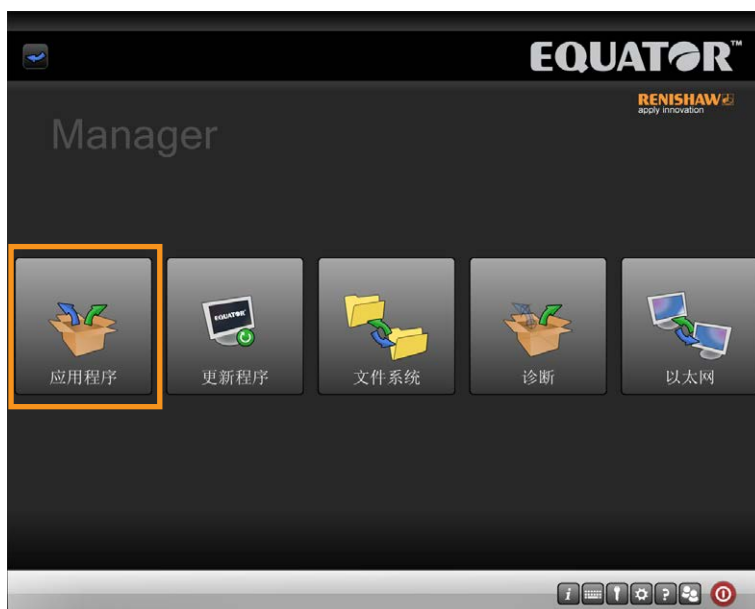 EQUATOR™
RENISHAW
apply innovation
Manager
EQUATOR
应用程序
更新程序
文件系统
诊断
以太网
i
?